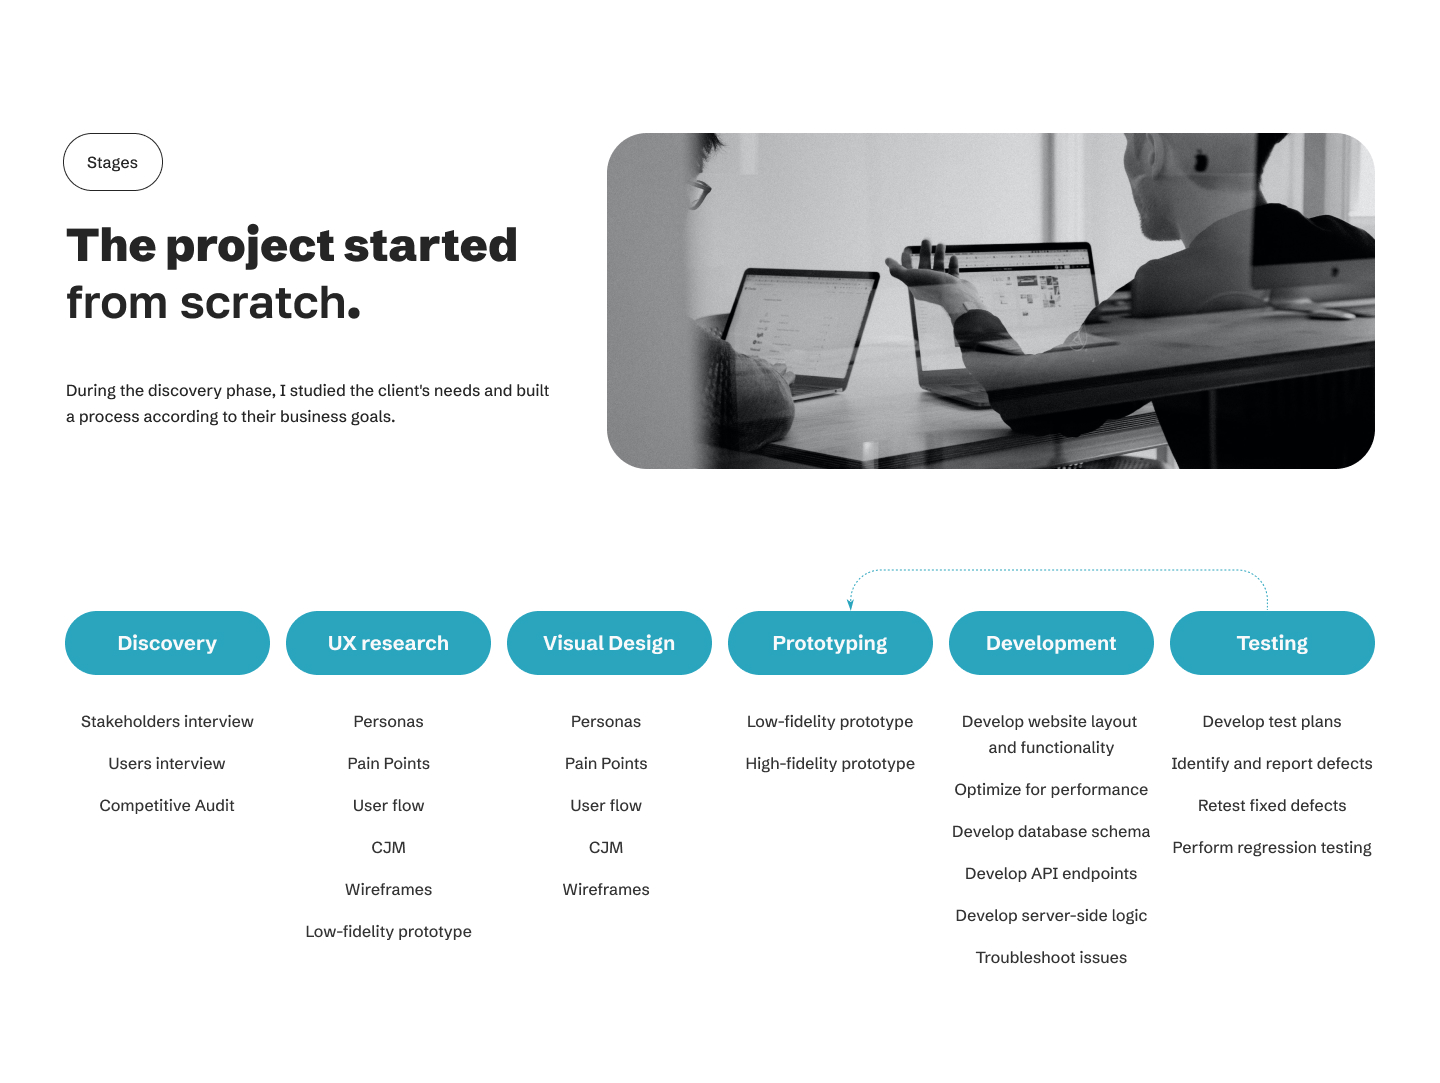 Stages
The project started
from scratch.
During the discovery phase, I studied the client's needs and built
a process according to their business goals.
Discovery
Stakeholders interview
Users interview
Competitive Audit
UX research
Personas
Pain Points
User flow
CJM
Wireframes
Low-fidelity prototype
Visual Design
Personas
Pain Points
User flow
CJM
Wireframes
Prototyping
Low-fidelity prototype
High-fidelity prototype
Development
Develop website layout
and functionality
Optimize for performance
Develop database schema
Develop API endpoints
Develop server-side logic
Troubleshoot issues
Testing
Develop test plans
Identify and report defects
Retest fixed defects
Perform regression testing